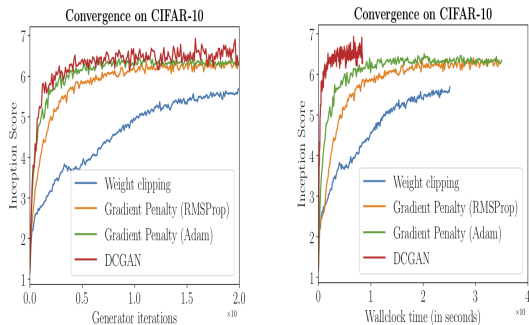 Convergence on CIFAR-10
Inception Score
7
6
5
4
3
2
1
Weight clipping
Gradient Penalty (RMSProp)
Gradient Penalty (Adam)
DCGAN
0.0 0.5 1.0 1.5 2.0
×10
Generator iterations
Convergence on CIFAR-10
Inception Score
7
6
5
4
3
2
1
Weight clipping
Gradient Penalty (RMSProp)
Gradient Penalty (Adam)
DCGAN
0 1 2 3 4
×10
Wallclock time (in seconds)